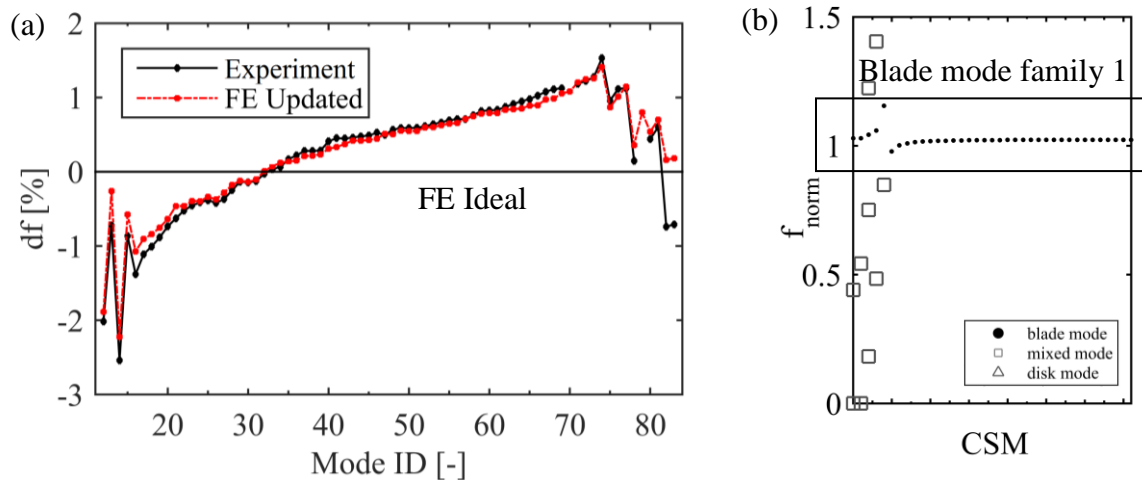 (a)
2
1
0
-1
-2
-3
df [%]
Experiment
FE Updated
FE Ideal
20 30 40 50 60 70 80
Mode ID [-]
(b)
1.5
1
0.5
0
f_norm
Blade mode family 1
blade mode
mixed mode
disk mode
CSM